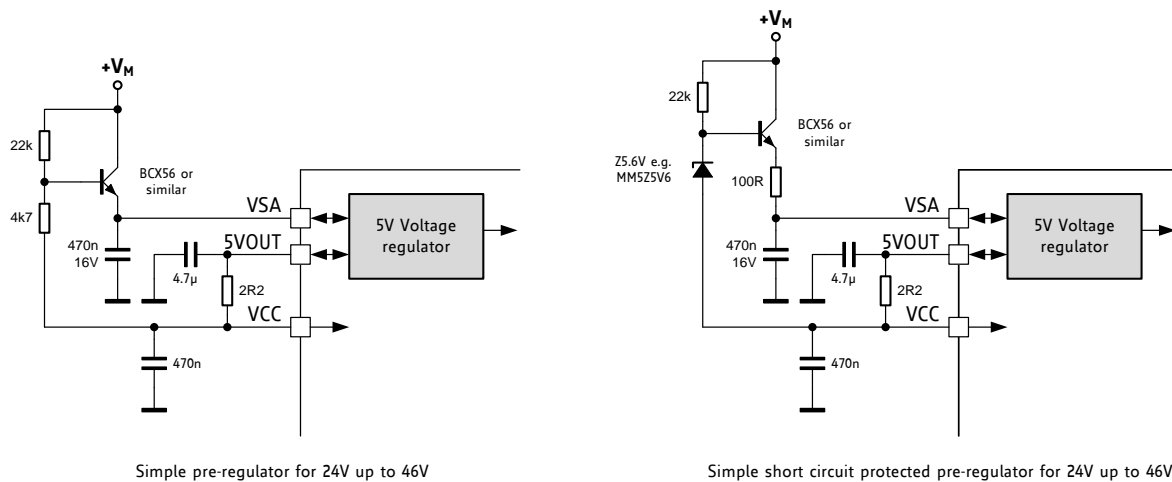 +VM
22k
BCX56 or
similar
4k7
VSA
470n
16V
5VOUT
4.7µ
2R2
VCC
470n
5V Voltage
regulator
Simple pre-regulator for 24V up to 46V
+VM
22k
BCX56 or
similar
Z5.6V e.g.
MM5Z5V6
100R
VSA
470n
16V
5VOUT
4.7µ
2R2
VCC
470n
5V Voltage
regulator
Simple short circuit protected pre-regulator for 24V up to 46V